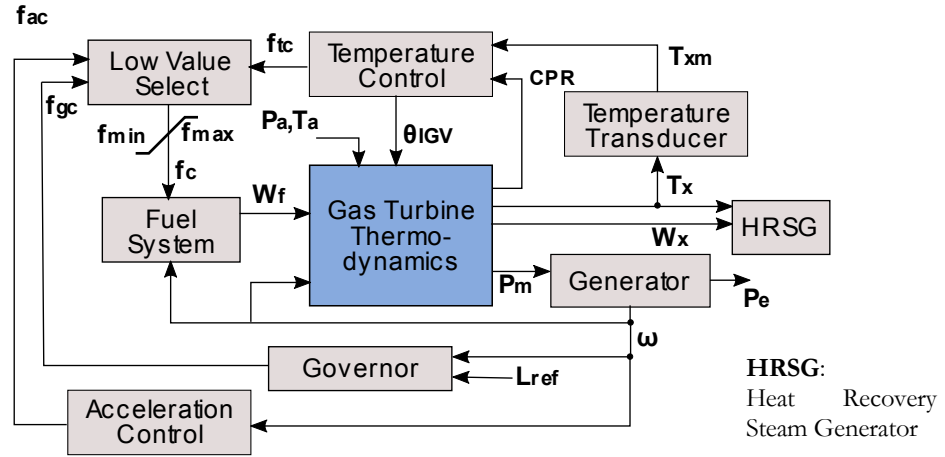 fac
Low Value
Select
ftc
Temperature
Control
Txm
CPR
fgc
fmin
fmax
Pa,Ta
θIGV
Temperature
Transducer
fc
Wf
Fuel
System
Gas Turbine
Thermo-
dynamics
Tx
Wx
HRSG
Pm
Generator
Pe
ω
Governor
Lref
Acceleration
Control
HRSG:
Heat Recovery
Steam Generator